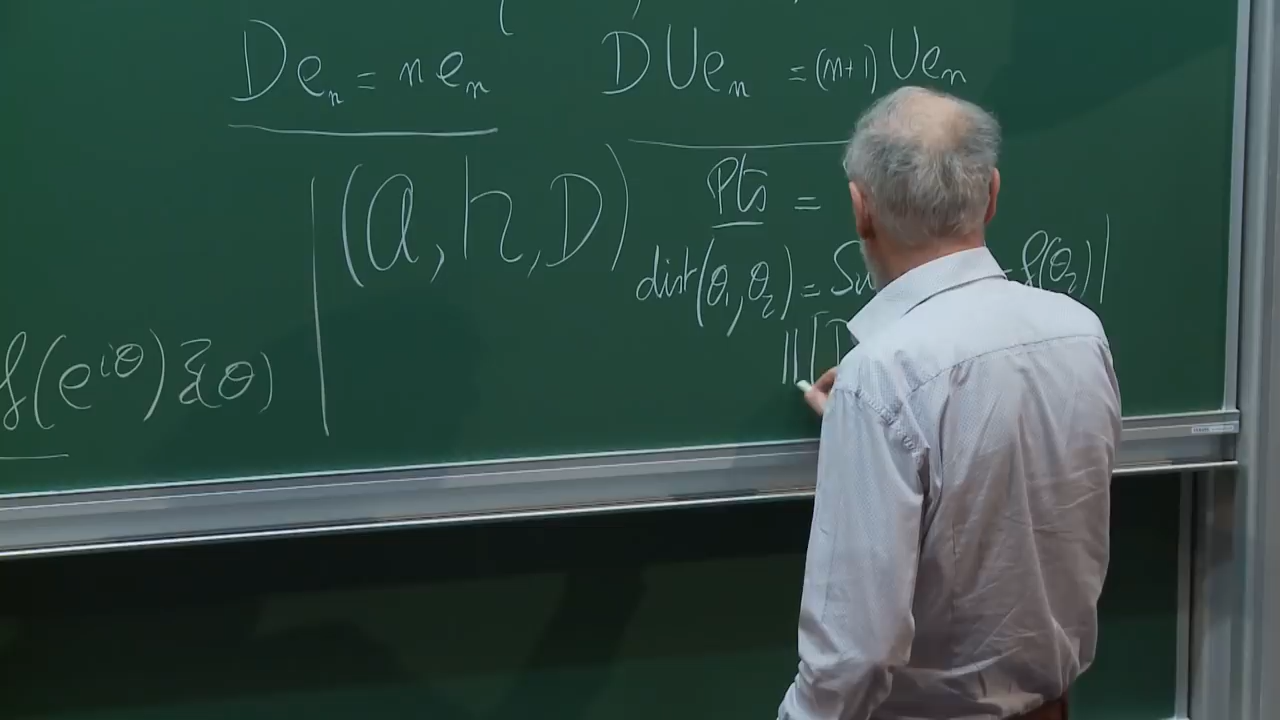 De_n = n e_n    DUe_n = (n+1) Ue_n
(a, h, D)    Pts =
dist(θ_1, θ_2) = Su f(θ_2)|
f(e^{iθ}) ξ(θ)    ||[D